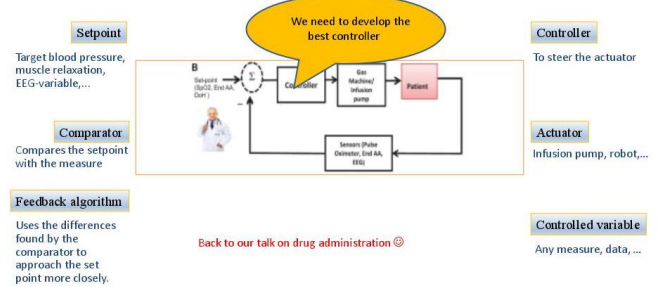 We need to develop the
best controller
Setpoint
Target blood pressure,
muscle relaxation,
EEG-variable,...
Controller
To steer the actuator
B
Set-point
(SpO2, End AA,
DoH )
Σ
Controller
Gas
Machine/
Infusion
pump
Patient
Sensors (Pulse
Oximeter, End AA,
EEG)
Comparator
Compares the setpoint
with the measure
Actuator
Infusion pump, robot,...
Feedback algorithm
Uses the differences
found by the
comparator to
approach the set
point more closely.
Back to our talk on drug administration ☺
Controlled variable
Any measure, data, ...